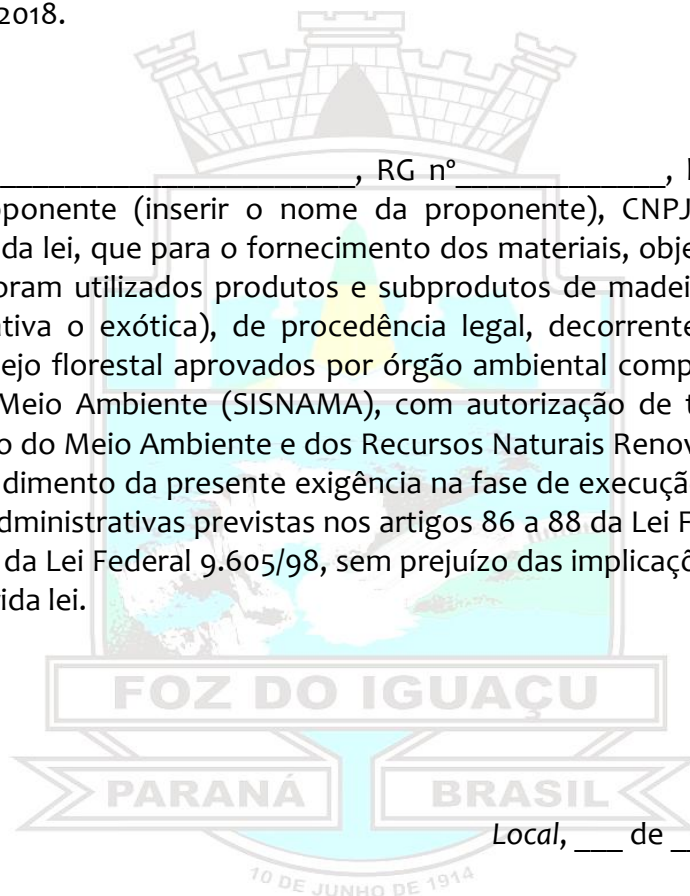 2018.
______________________, RG nº_____________,
ponente (inserir o nome da proponente), CNPJ
da lei, que para o fornecimento dos materiais, obje
oram utilizados produtos e subprodutos de madei
ativa o exótica), de procedência legal, decorrente
ejo florestal aprovados por órgão ambiental comp
Meio Ambiente (SISNAMA), com autorização de t
o do Meio Ambiente e dos Recursos Naturais Renov
dimento da presente exigência na fase de execuçã
dministrativas previstas nos artigos 86 a 88 da Lei F
da Lei Federal 9.605/98, sem prejuízo das implicaçõ
ida lei.
FOZ DO IGUAÇU
PARANÁ BRASIL
Local, ___ de __
10 DE JUNHO DE 1914